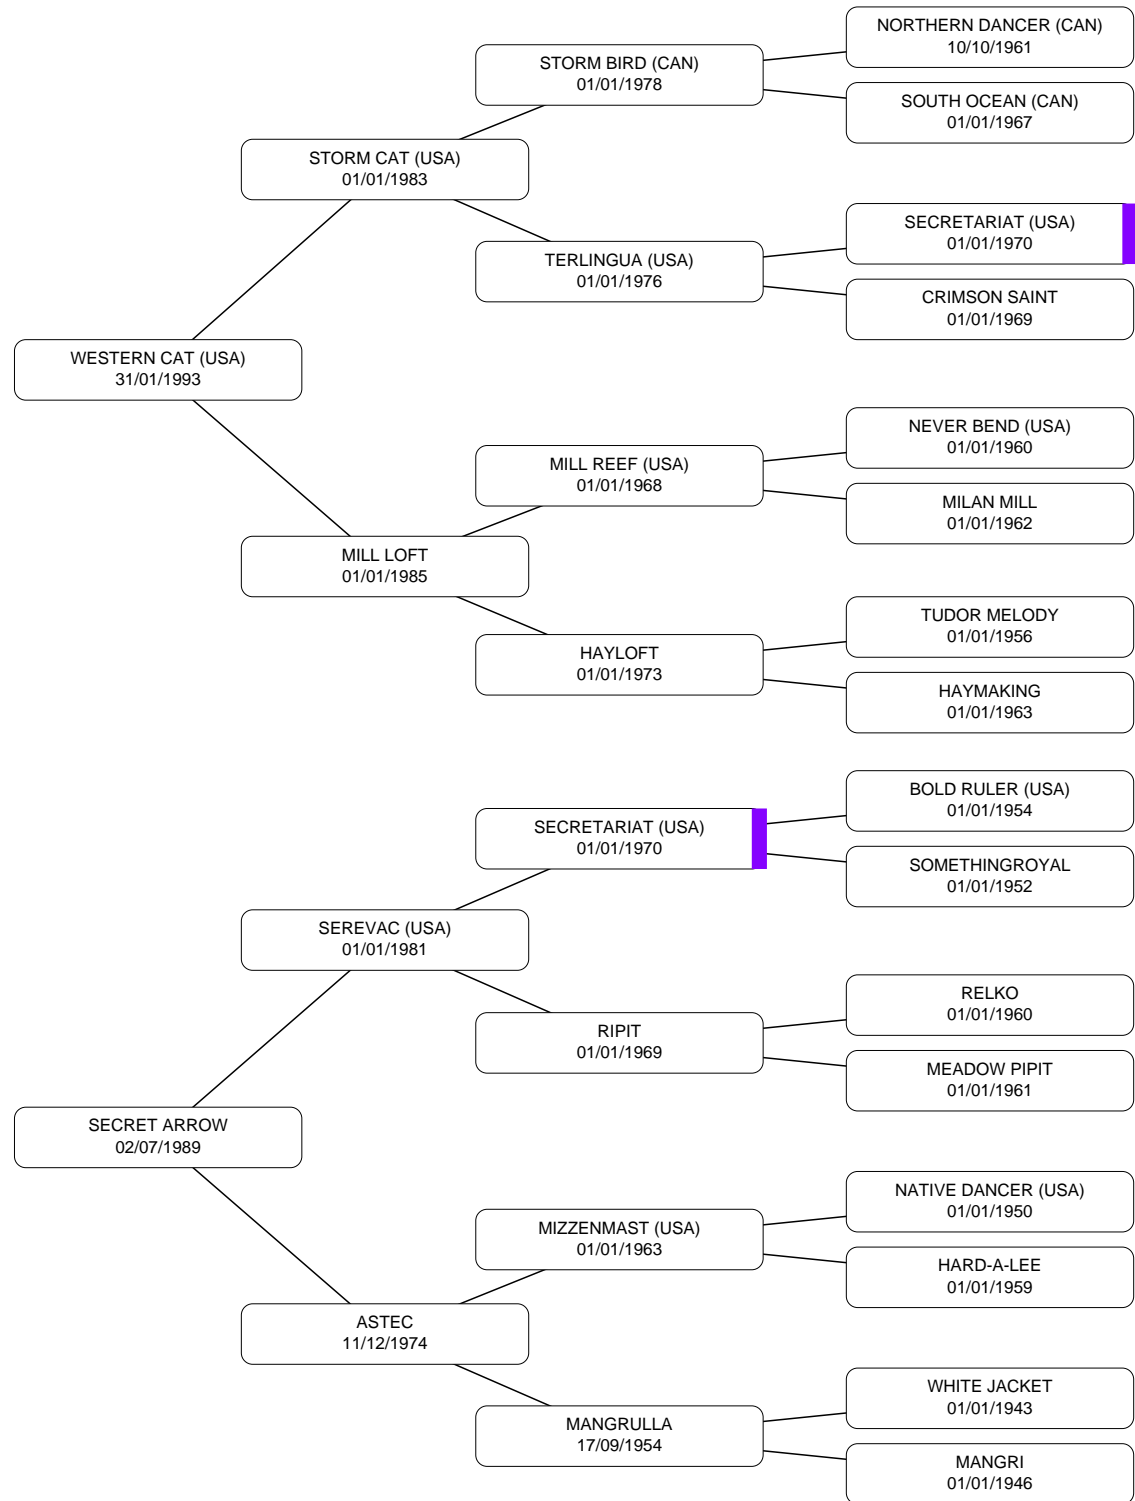 NORTHERN DANCER (CAN)
10/10/1961
STORM BIRD (CAN)
01/01/1978
SOUTH OCEAN (CAN)
01/01/1967
STORM CAT (USA)
01/01/1983
SECRETARIAT (USA)
01/01/1970
TERLINGUA (USA)
01/01/1976
CRIMSON SAINT
01/01/1969
WESTERN CAT (USA)
31/01/1993
NEVER BEND (USA)
01/01/1960
MILL REEF (USA)
01/01/1968
MILAN MILL
01/01/1962
MILL LOFT
01/01/1985
TUDOR MELODY
01/01/1956
HAYLOFT
01/01/1973
HAYMAKING
01/01/1963
BOLD RULER (USA)
01/01/1954
SECRETARIAT (USA)
01/01/1970
SOMETHINGROYAL
01/01/1952
SEREVAC (USA)
01/01/1981
RELKO
01/01/1960
RIPIT
01/01/1969
MEADOW PIPIT
01/01/1961
SECRET ARROW
02/07/1989
NATIVE DANCER (USA)
01/01/1950
MIZZENMAST (USA)
01/01/1963
HARD-A-LEE
01/01/1959
ASTEC
11/12/1974
WHITE JACKET
01/01/1943
MANGRULLA
17/09/1954
MANGRI
01/01/1946